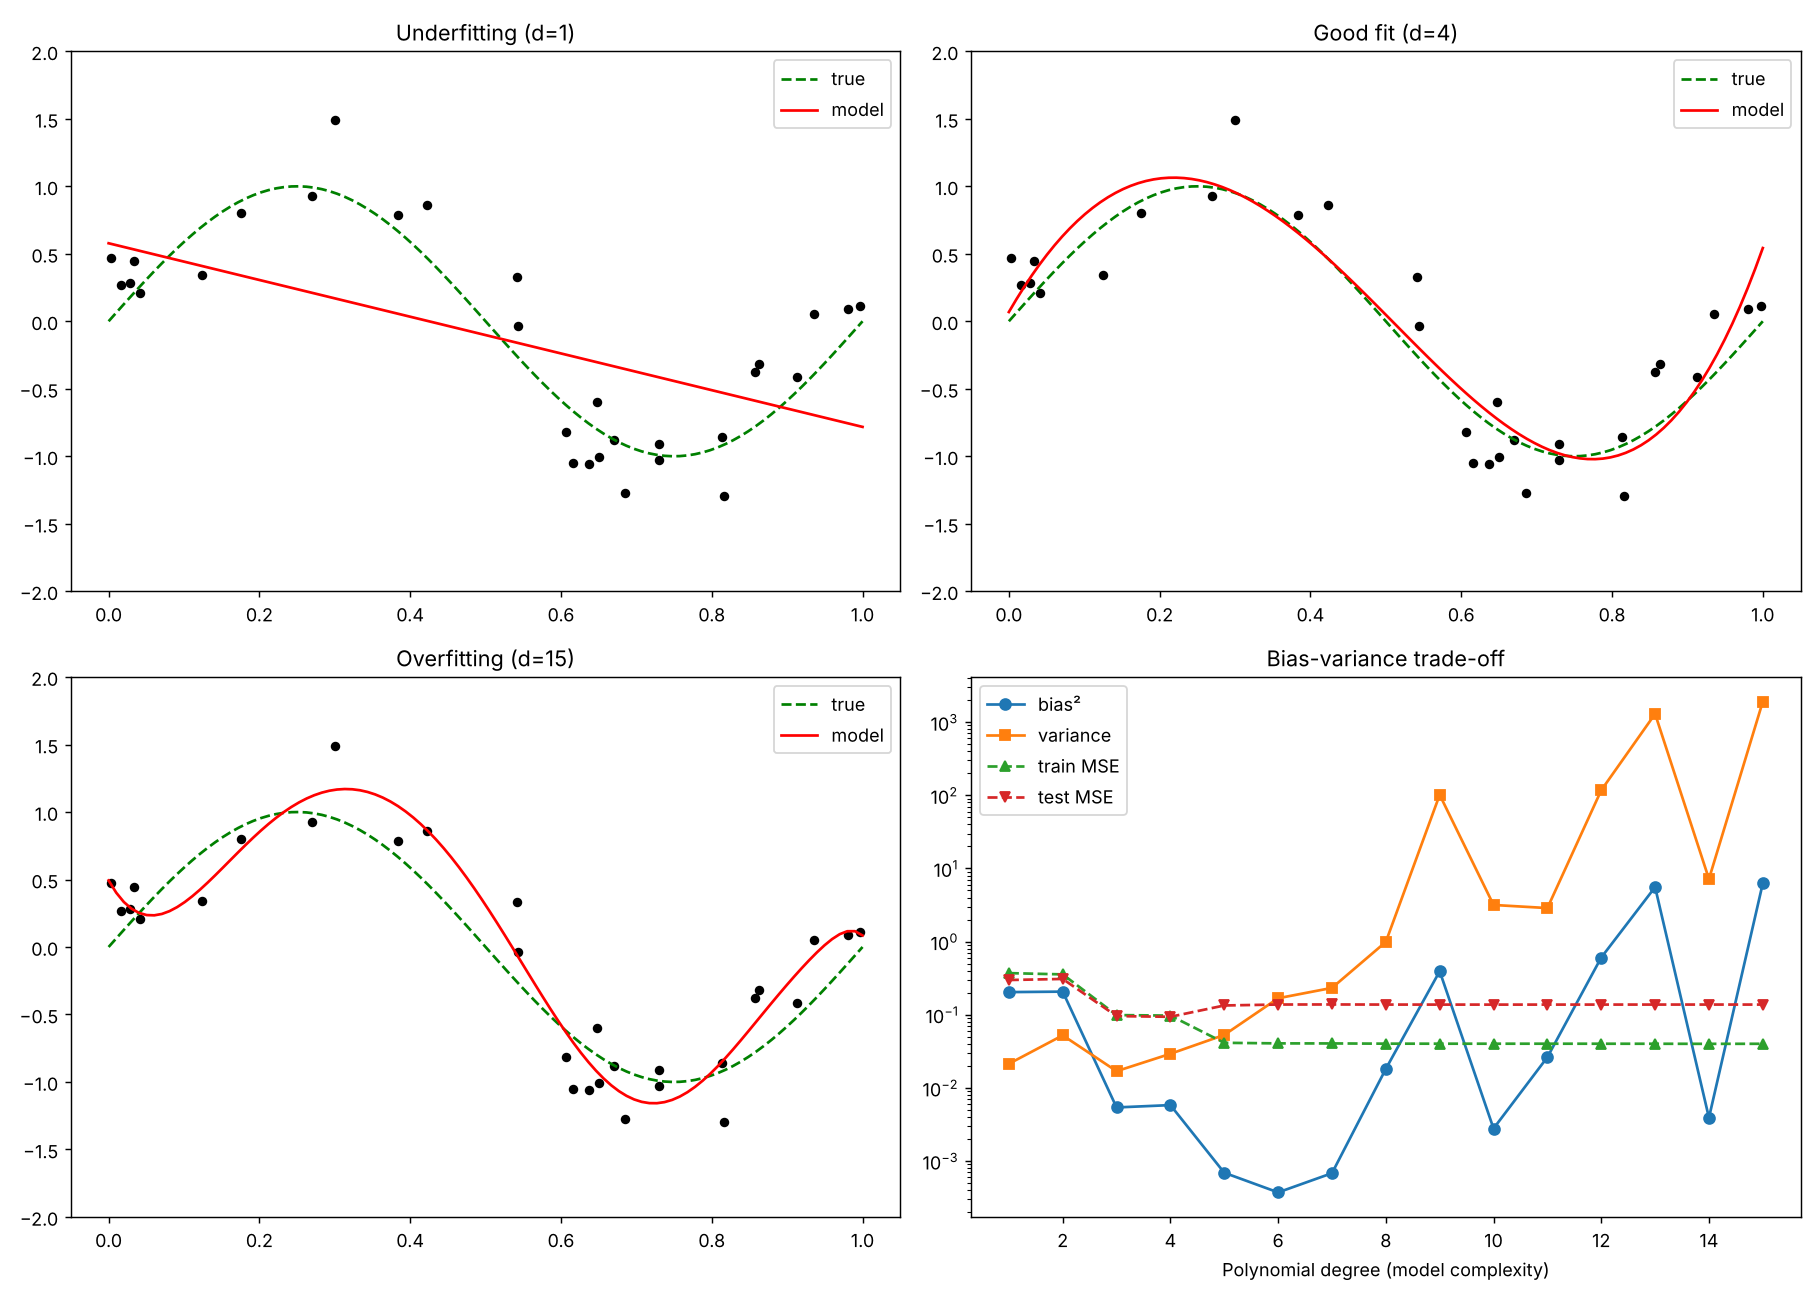 Underfitting (d=1)
2.0
1.5
1.0
0.5
0.0
−0.5
−1.0
−1.5
−2.0
0.0 0.2 0.4 0.6 0.8 1.0
true
model
Good fit (d=4)
2.0
1.5
1.0
0.5
0.0
−0.5
−1.0
−1.5
−2.0
0.0 0.2 0.4 0.6 0.8 1.0
true
model
Overfitting (d=15)
2.0
1.5
1.0
0.5
0.0
−0.5
−1.0
−1.5
−2.0
0.0 0.2 0.4 0.6 0.8 1.0
true
model
Bias-variance trade-off
bias²
variance
train MSE
test MSE
10³
10²
10¹
10⁰
10⁻¹
10⁻²
10⁻³
2 4 6 8 10 12 14
Polynomial degree (model complexity)